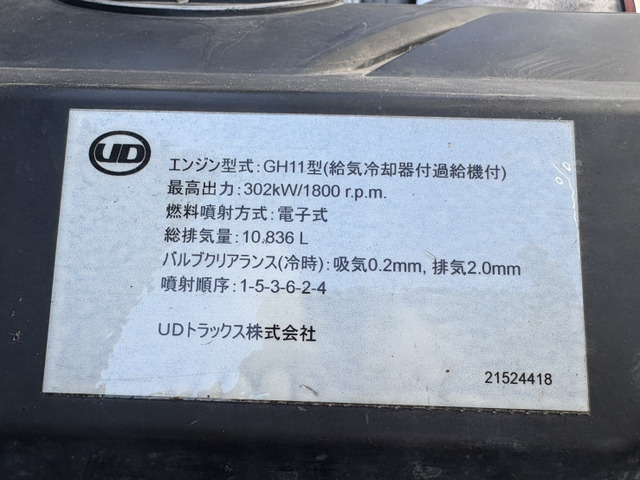 UD
エンジン型式:GH11型(給気冷却器付過給機付)
最高出力:302kW/1800 r.p.m.
燃料噴射方式:電子式
総排気量:10.836 L
バルブクリアランス(冷時):吸気0.2mm, 排気2.0mm
噴射順序:1-5-3-6-2-4
UDトラックス株式会社
21524418